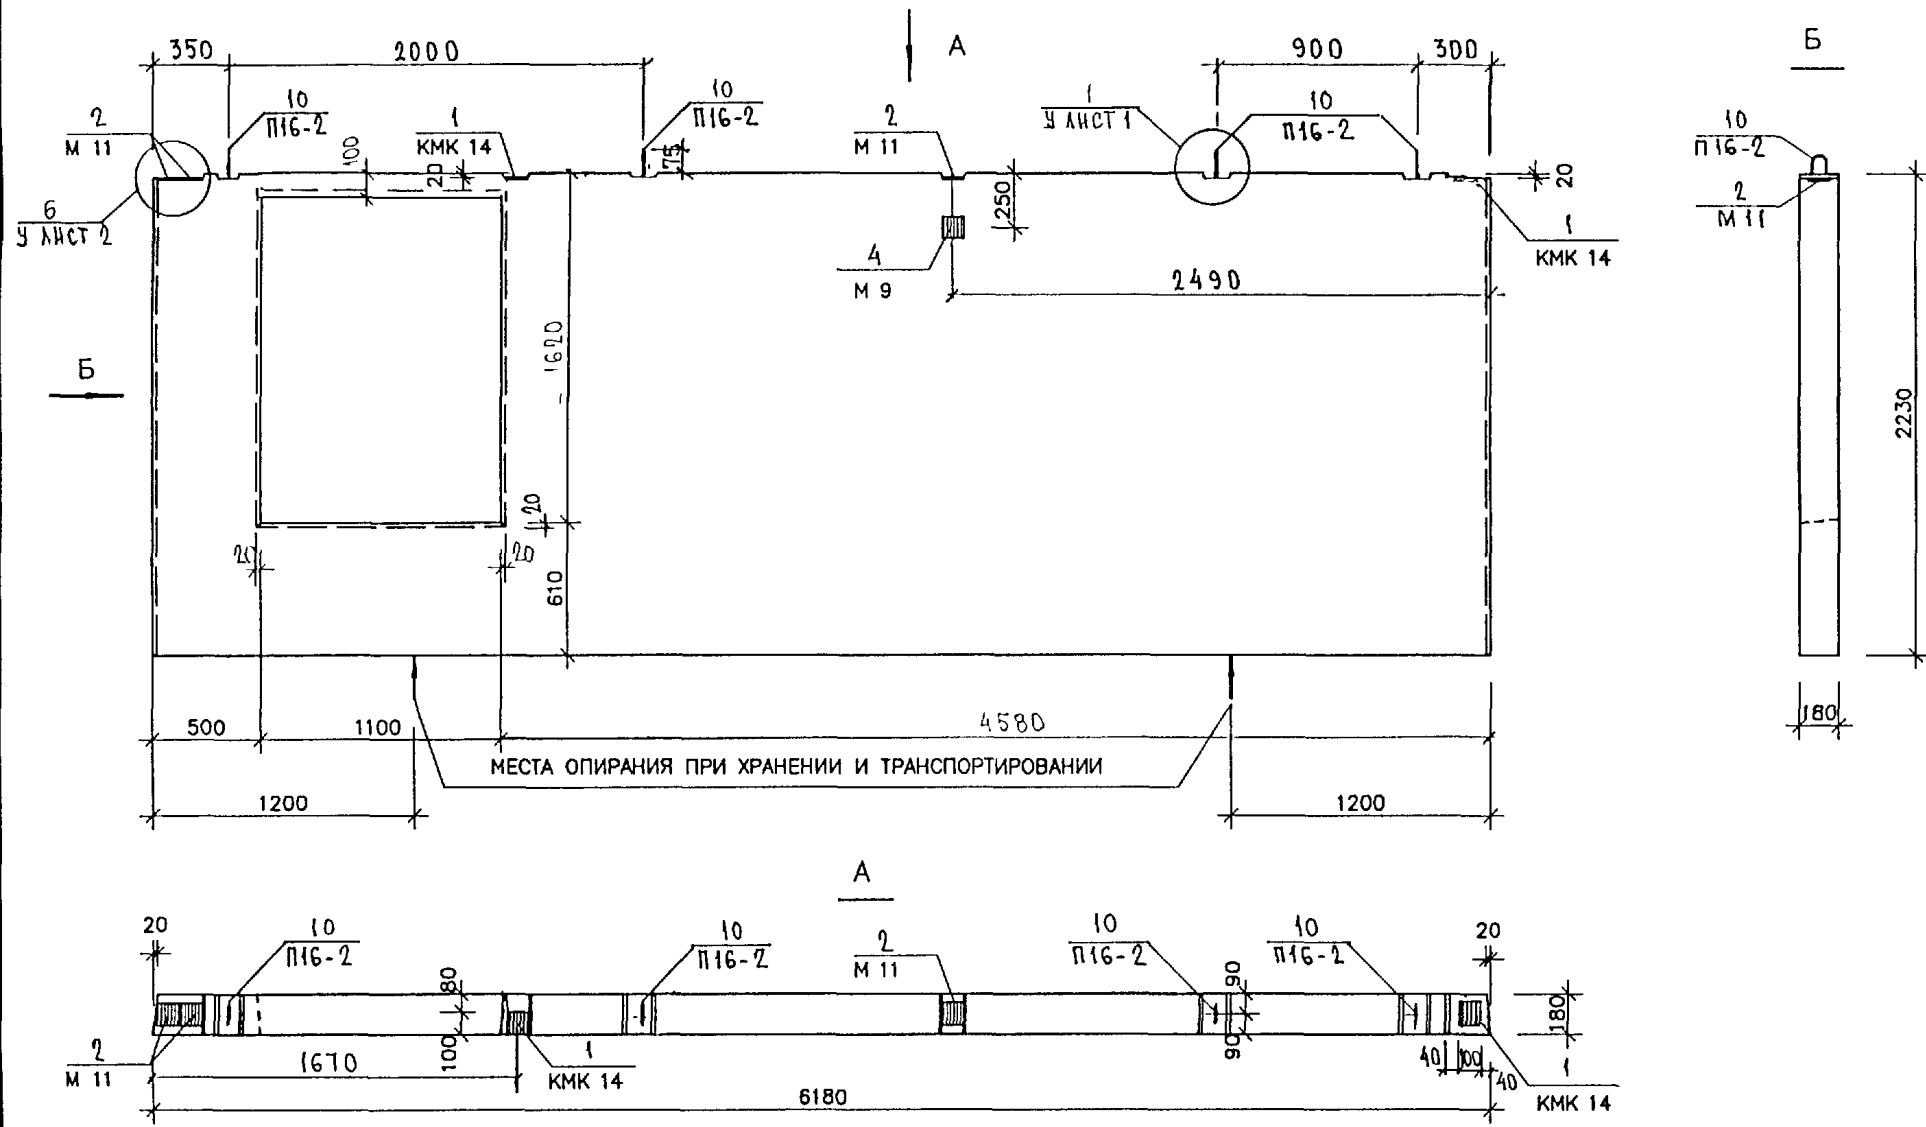 350
2000
А
900
300
Б
10
П16-2
10
П16-2
1
У ЛИСТ 1
10
П16-2
10
П16-2
2
М 11
1
КМК 14
2
М 11
100
20
75
250
20
2
М 11
6
У ЛИСТ 2
4
М 9
1
КМК 14
2490
Б
1620
2230
20
20
20
610
500
1100
4580
180
МЕСТА ОПИРАНИЯ ПРИ ХРАНЕНИИ И ТРАНСПОРТИРОВАНИИ
1200
1200
А
20
10
П16-2
10
П16-2
2
М 11
10
П16-2
10
П16-2
20
80
100
90
90
180
2
М 11
1670
1
КМК 14
40
100
40
1
КМК 14
6180